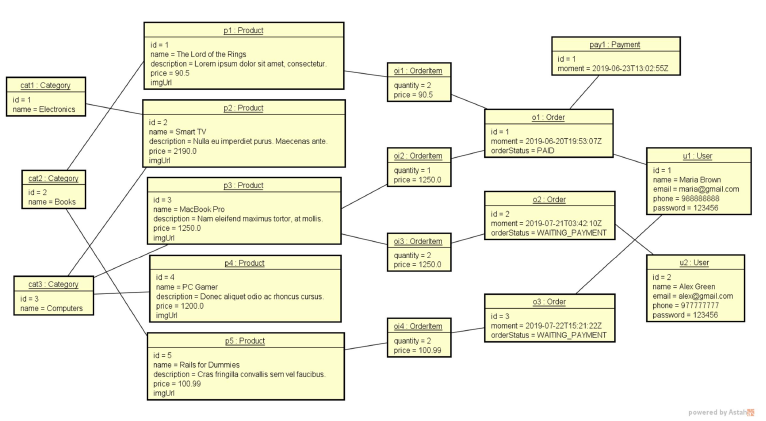 p1 : Product
id = 1
name = The Lord of the Rings
description = Lorem ipsum dolor sit amet, consectetur.
price = 90.5
imgUrl
cat1 : Category
id = 1
name = Electronics
p2 : Product
id = 2
name = Smart TV
description = Nulla eu imperdiet purus. Maecenas ante.
price = 2190.0
imgUrl
cat2 : Category
id = 2
name = Books
p3 : Product
id = 3
name = MacBook Pro
description = Nam eleifend maximus tortor, at mollis.
price = 1250.0
imgUrl
cat3 : Category
id = 3
name = Computers
p4 : Product
id = 4
name = PC Gamer
description = Donec aliquet odio ac rhoncus cursus.
price = 1200.0
imgUrl
p5 : Product
id = 5
name = Rails for Dummies
description = Cras fringilla convallis sem vel faucibus.
price = 100.99
imgUrl
oi1 : OrderItem
quantity = 2
price = 90.5
oi2 : OrderItem
quantity = 1
price = 1250.0
oi3 : OrderItem
quantity = 2
price = 1250.0
oi4 : OrderItem
quantity = 2
price = 100.99
pay1 : Payment
id = 1
moment = 2019-06-23T13:02:55Z
o1 : Order
id = 1
moment = 2019-06-20T19:53:07Z
orderStatus = PAID
o2 : Order
id = 2
moment = 2019-07-21T03:42:10Z
orderStatus = WAITING_PAYMENT
o3 : Order
id = 3
moment = 2019-07-22T15:21:22Z
orderStatus = WAITING_PAYMENT
u1 : User
id = 1
name = Maria Brown
email = maria@gmail.com
phone = 988888888
password = 123456
u2 : User
id = 2
name = Alex Green
email = alex@gmail.com
phone = 977777777
password = 123456
powered by Astah